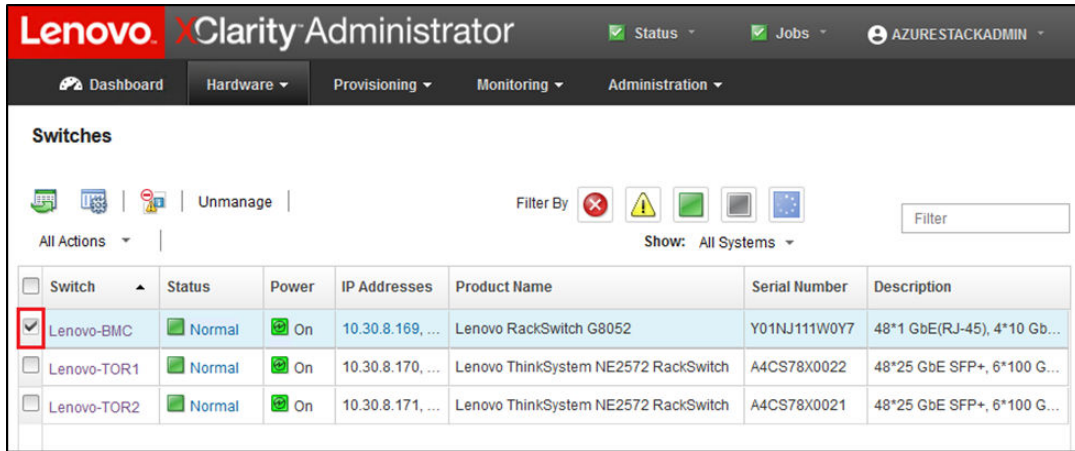 Lenovo. XClarity Administrator Status Jobs AZURESTACKADMIN
Dashboard Hardware Provisioning Monitoring Administration
Switches
Unmanage Filter By Filter
All Actions Show: All Systems
Switch Status Power IP Addresses Product Name Serial Number Description
Lenovo-BMC Normal On 10.30.8.169, ... Lenovo RackSwitch G8052 Y01NJ111W0Y7 48*1 GbE(RJ-45), 4*10 Gb...
Lenovo-TOR1 Normal On 10.30.8.170, ... Lenovo ThinkSystem NE2572 RackSwitch A4CS78X0022 48*25 GbE SFP+, 6*100 G...
Lenovo-TOR2 Normal On 10.30.8.171, ... Lenovo ThinkSystem NE2572 RackSwitch A4CS78X0021 48*25 GbE SFP+, 6*100 G...